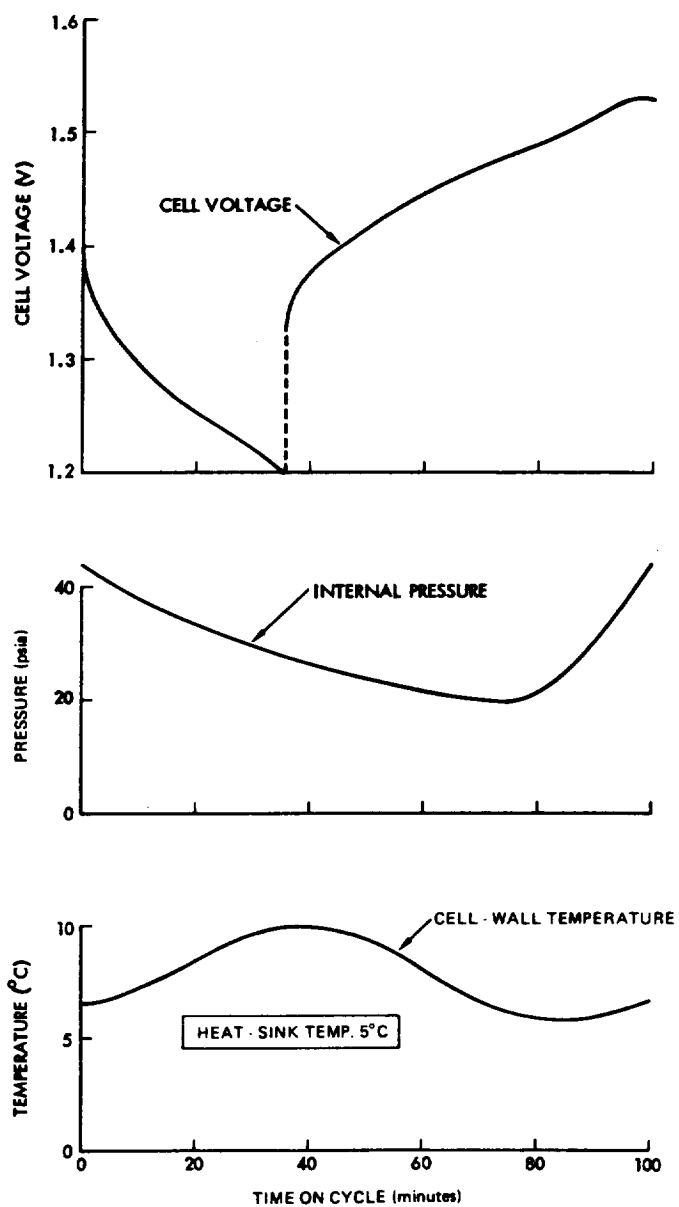 1.6
1.5
1.4
1.3
1.2
CELL VOLTAGE (V)
CELL VOLTAGE
40
20
0
PRESSURE (psia)
INTERNAL PRESSURE
10
5
0
TEMPERATURE (°C)
CELL - WALL TEMPERATURE
HEAT - SINK TEMP. 5°C
0 20 40 60 80 100
TIME ON CYCLE (minutes)